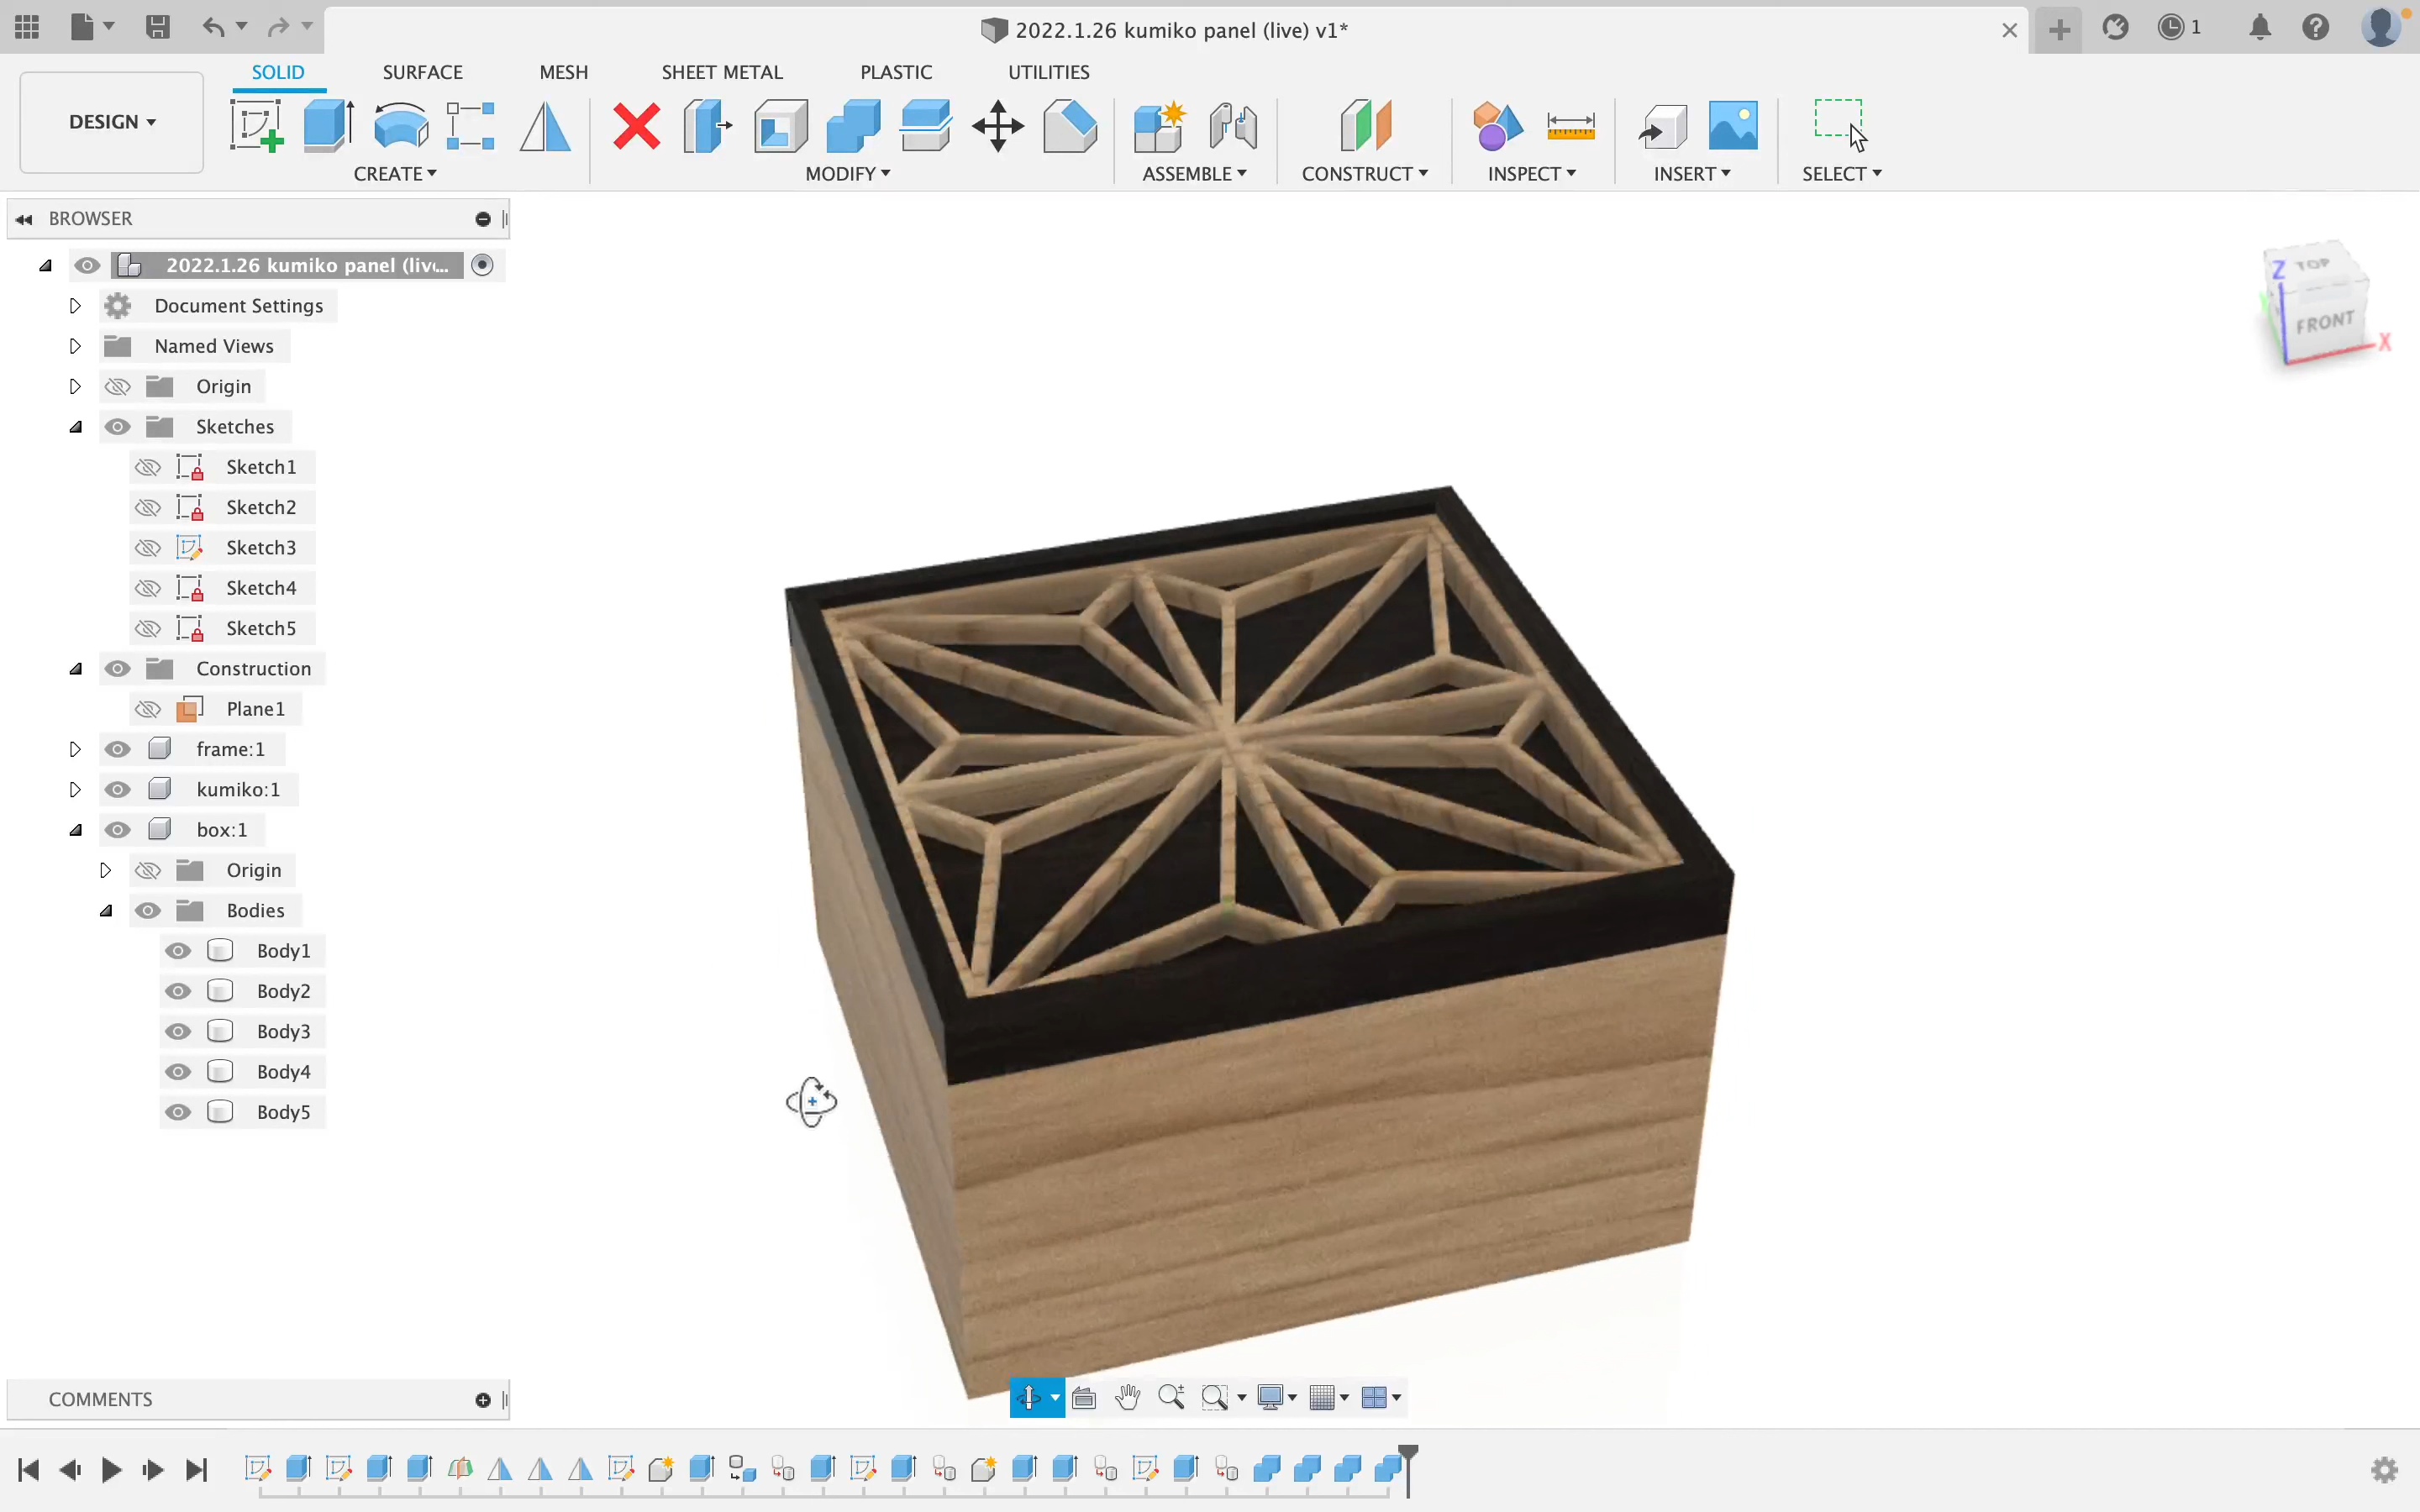 2022.1.26 kumiko panel (live) v1*
1
SOLID SURFACE MESH SHEET METAL PLASTIC UTILITIES
DESIGN
CREATE MODIFY ASSEMBLE CONSTRUCT INSPECT INSERT SELECT
BROWSER
2022.1.26 kumiko panel (liv...
Document Settings
Named Views
Origin
Sketches
Sketch1
Sketch2
Sketch3
Sketch4
Sketch5
Construction
Plane1
frame:1
kumiko:1
box:1
Origin
Bodies
Body1
Body2
Body3
Body4
Body5
Z TOP
FRONT
X
COMMENTS